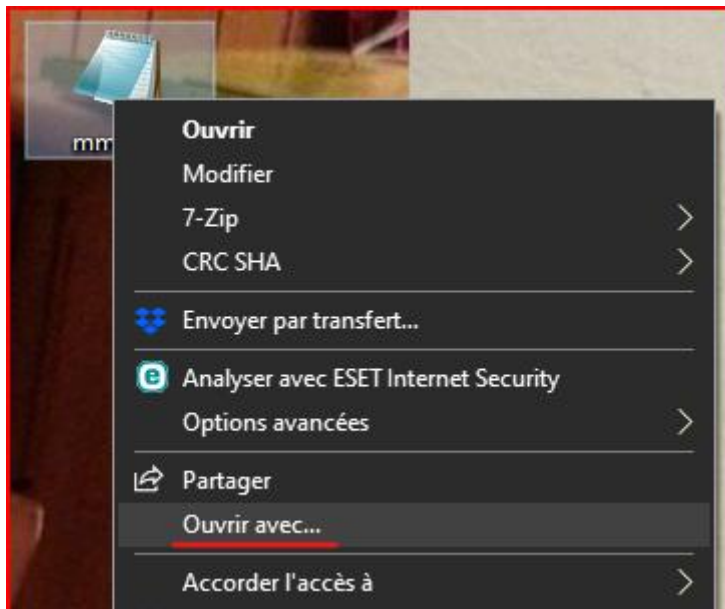 mm
Ouvrir
Modifier
7-Zip
CRC SHA
Envoyer par transfert...
Analyser avec ESET Internet Security
Options avancées
Partager
Ouvrir avec...
Accorder l'accès à